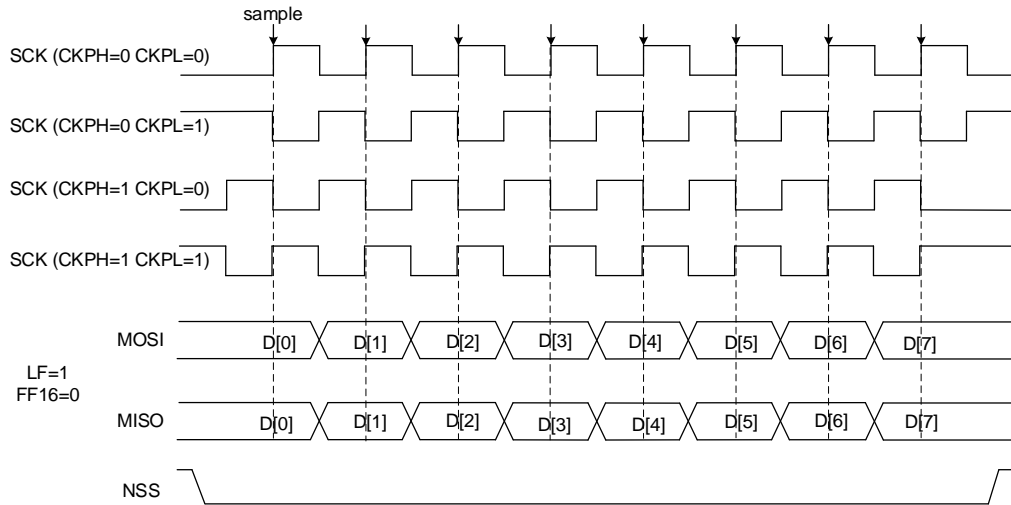 sample
SCK (CKPH=0 CKPL=0)
SCK (CKPH=0 CKPL=1)
SCK (CKPH=1 CKPL=0)
SCK (CKPH=1 CKPL=1)
MOSI D[0] D[1] D[2] D[3] D[4] D[5] D[6] D[7]
LF=1
FF16=0
MISO D[0] D[1] D[2] D[3] D[4] D[5] D[6] D[7]
NSS